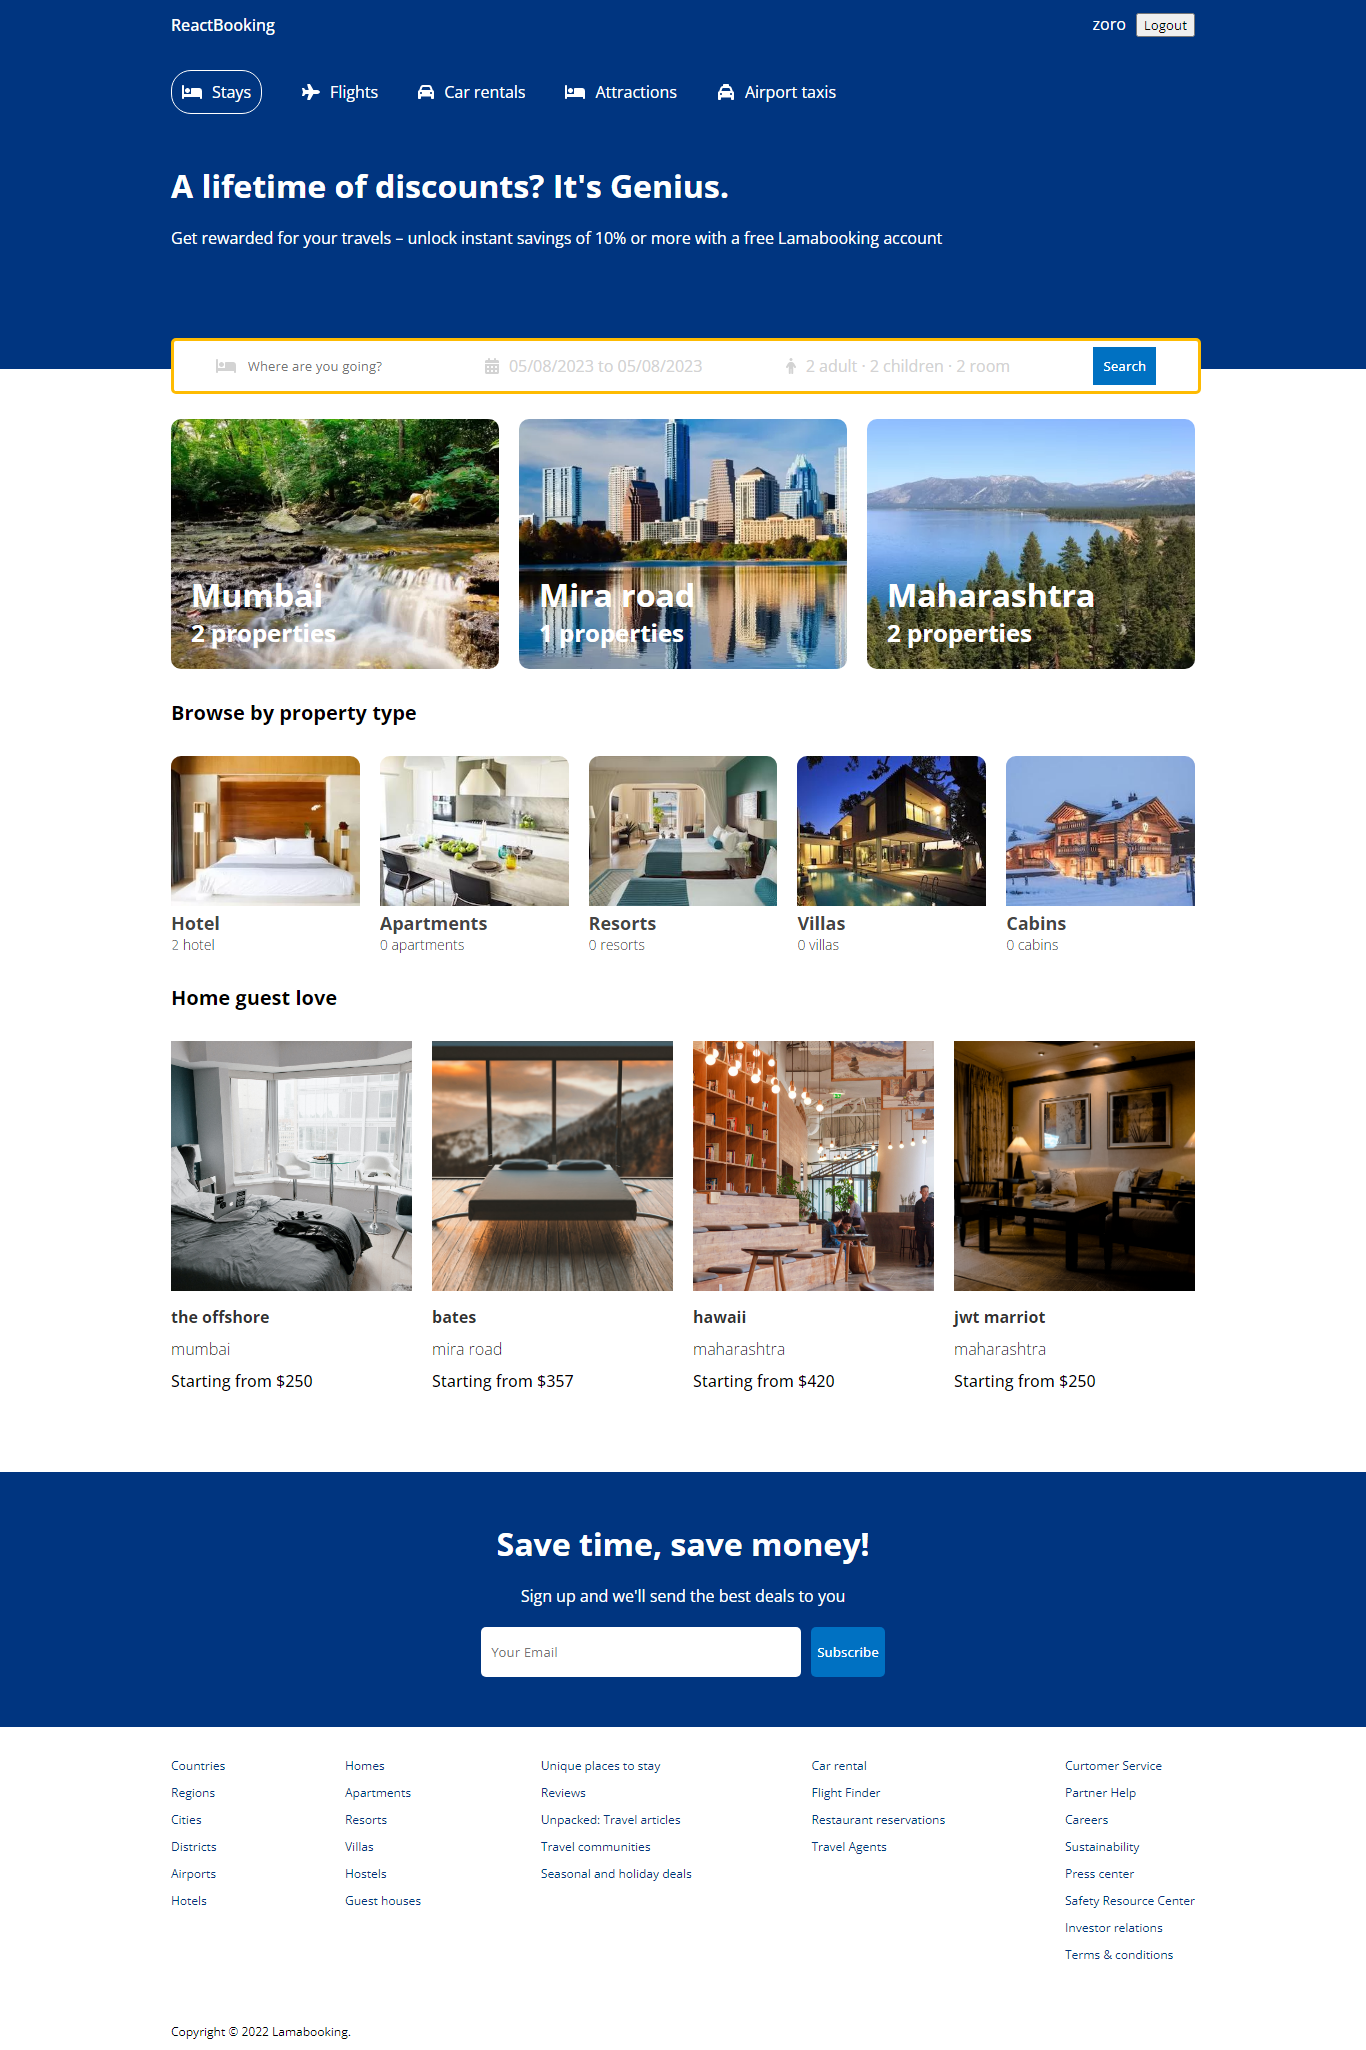 ReactBooking
zoro Logout
Stays Flights Car rentals Attractions Airport taxis
A lifetime of discounts? It's Genius.
Get rewarded for your travels – unlock instant savings of 10% or more with a free Lamabooking account
Where are you going? 05/08/2023 to 05/08/2023 2 adult · 2 children · 2 room Search
Mumbai
2 properties
Mira road
1 properties
Maharashtra
2 properties
Browse by property type
Hotel
2 hotel
Apartments
0 apartments
Resorts
0 resorts
Villas
0 villas
Cabins
0 cabins
Home guest love
the offshore
mumbai
Starting from $250
bates
mira road
Starting from $357
hawaii
maharashtra
Starting from $420
jwt marriot
maharashtra
Starting from $250
Save time, save money!
Sign up and we'll send the best deals to you
Your Email Subscribe
Countries
Regions
Cities
Districts
Airports
Hotels
Homes
Apartments
Resorts
Villas
Hostels
Guest houses
Unique places to stay
Reviews
Unpacked: Travel articles
Travel communities
Seasonal and holiday deals
Car rental
Flight Finder
Restaurant reservations
Travel Agents
Curtomer Service
Partner Help
Careers
Sustainability
Press center
Safety Resource Center
Investor relations
Terms & conditions
Copyright © 2022 Lamabooking.